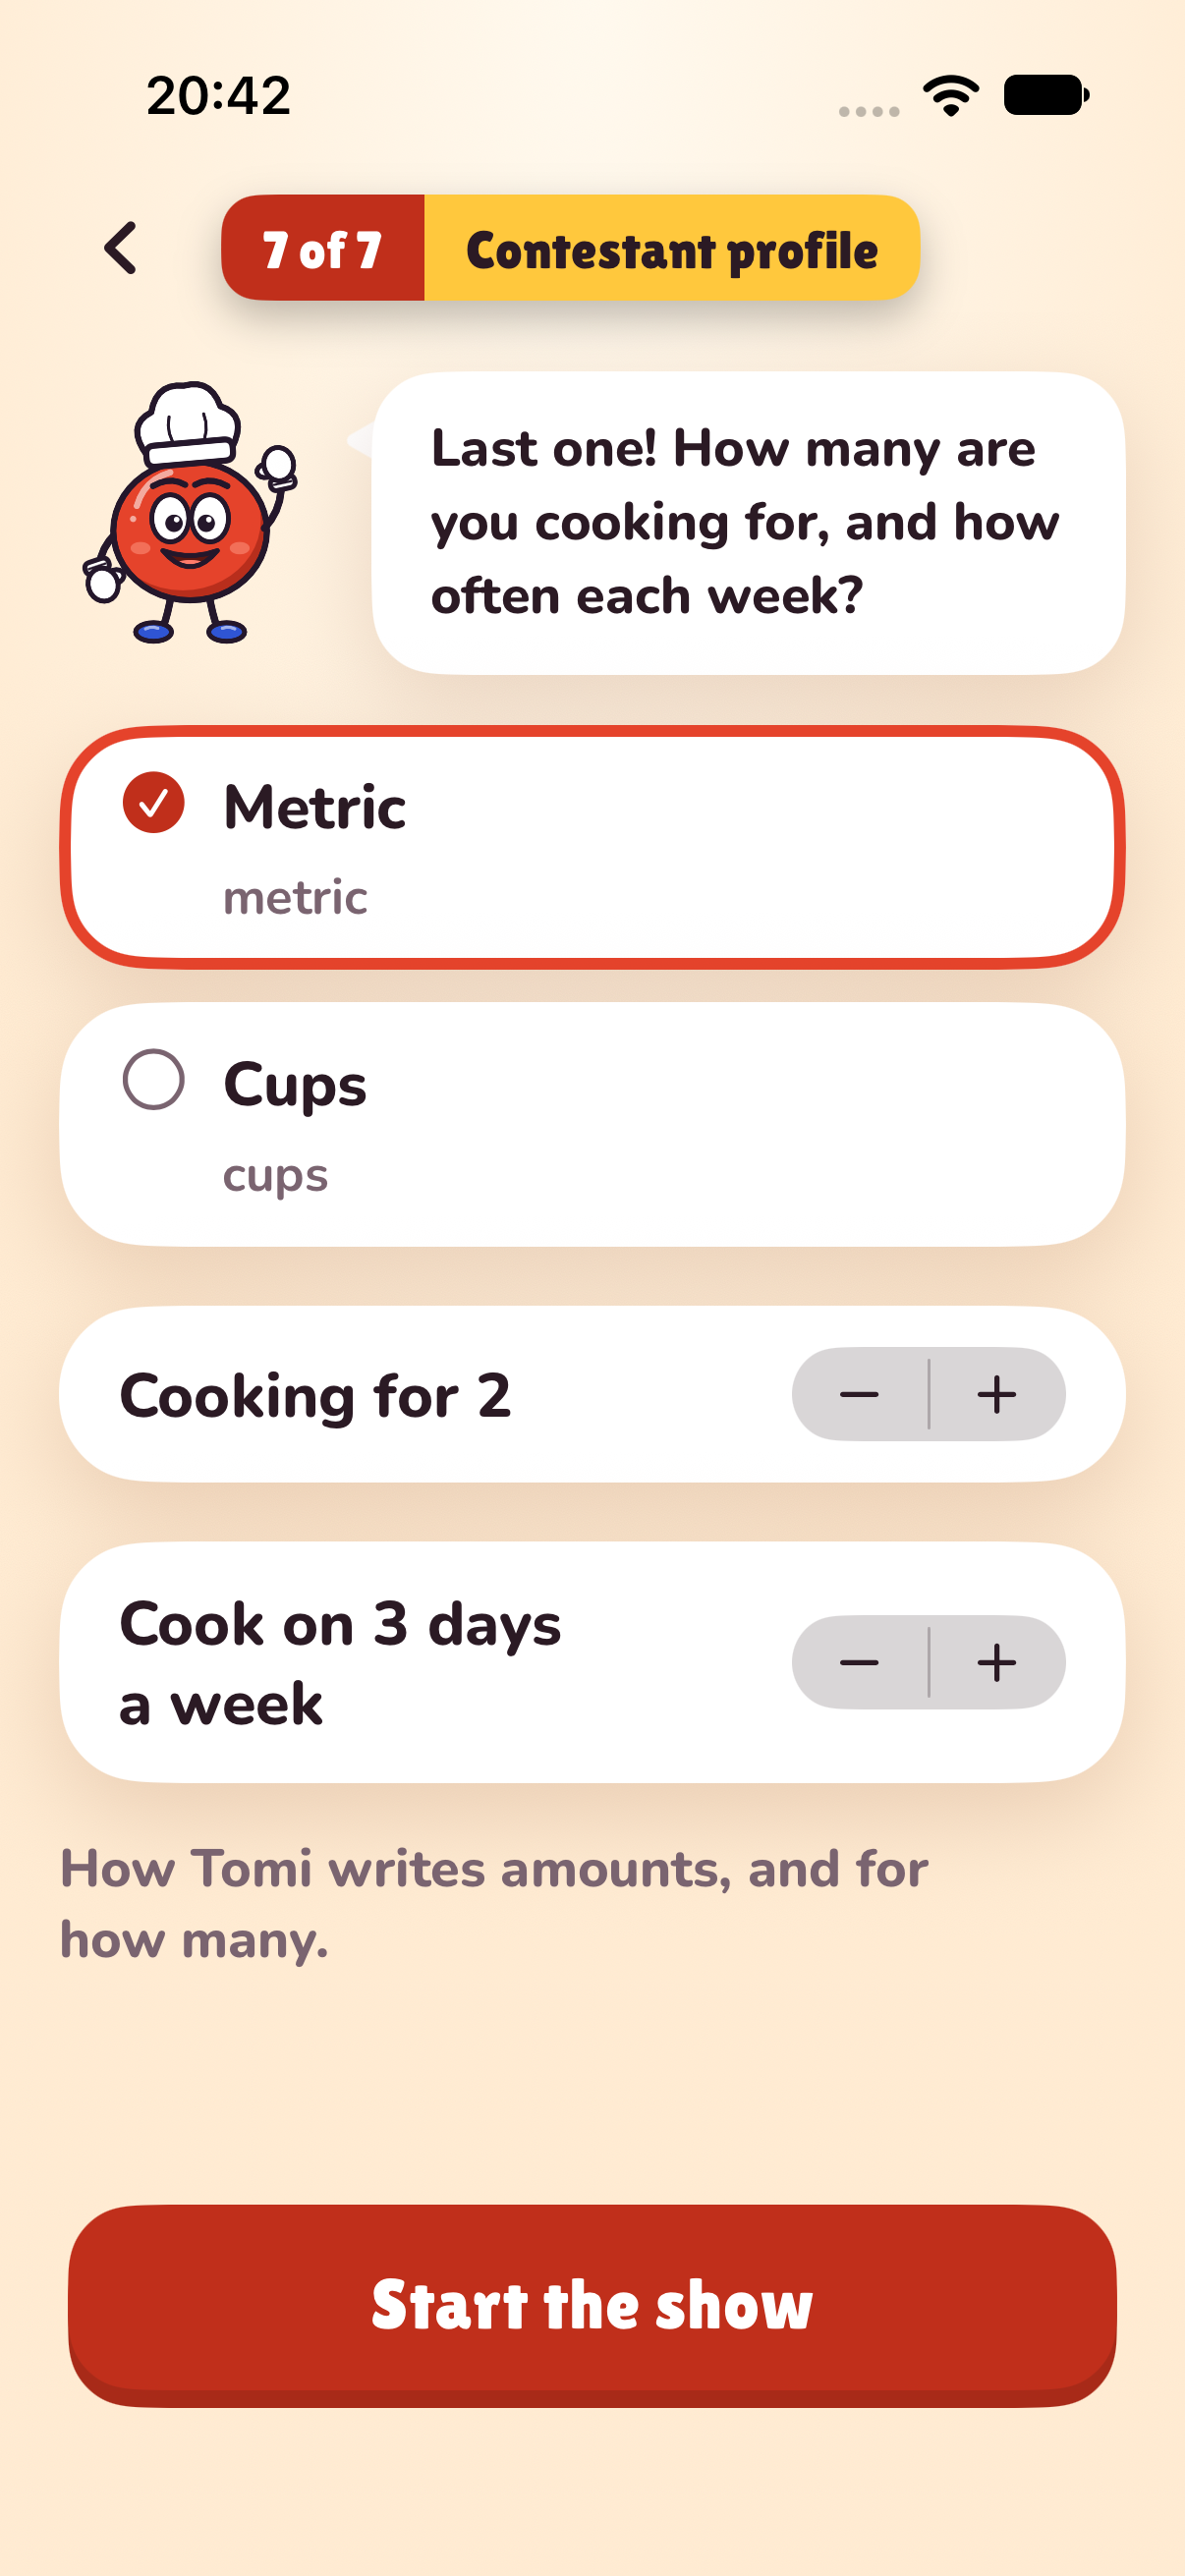 20:42
7 of 7
Contestant profile
Last one! How many are
you cooking for, and how
often each week?
Metric
metric
Cups
cups
Cooking for 2
Cook on 3 days
a week
How Tomi writes amounts, and for
how many.
Start the show